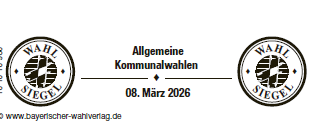 WAHL
SIEGEL
Allgemeine
Kommunalwahlen
08. März 2026
WAHL
SIEGEL
© www.bayerischer-wahlverlag.de